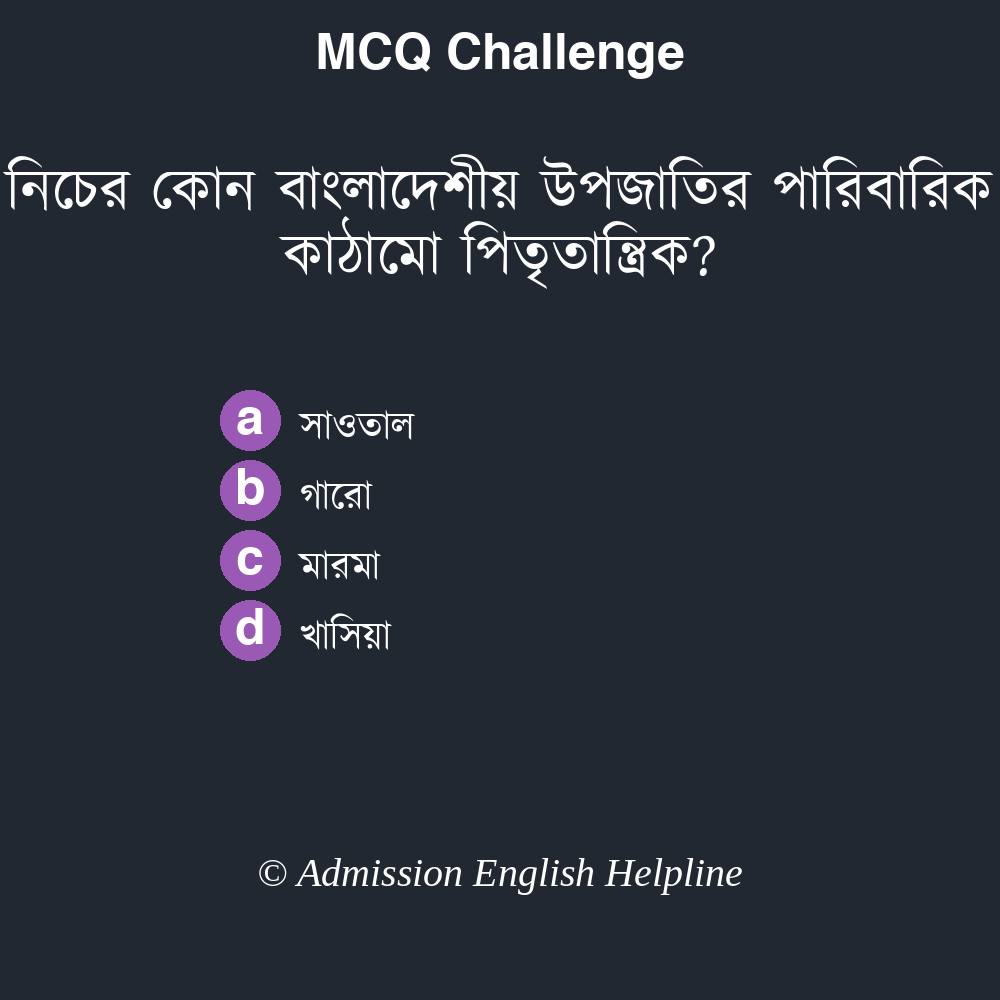 MCQ Challenge
নিচের কোন বাংলাদেশীয় উপজাতির পারিবারিক
কাঠামো পিতৃতান্ত্রিক?
a সাওতাল
b গারো
c মারমা
d খাসিয়া
© Admission English Helpline